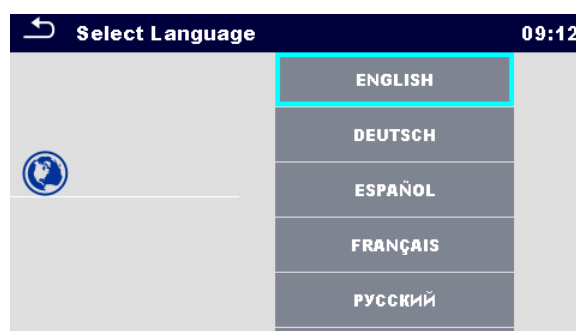 Select Language
09:12
ENGLISH
DEUTSCH
ESPAÑOL
FRANÇAIS
РУССКИЙ